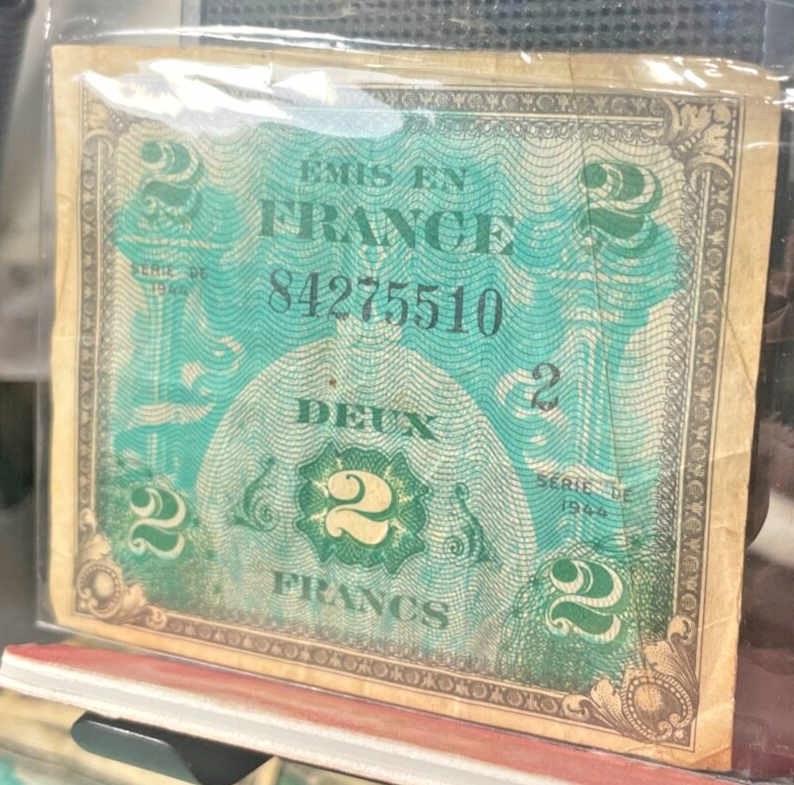 2
2
ÉMIS EN
FRANCE
SÉRIE DE
1944
84275510
2
DEUX
SÉRIE DE
1944
2
2
2
FRANCS